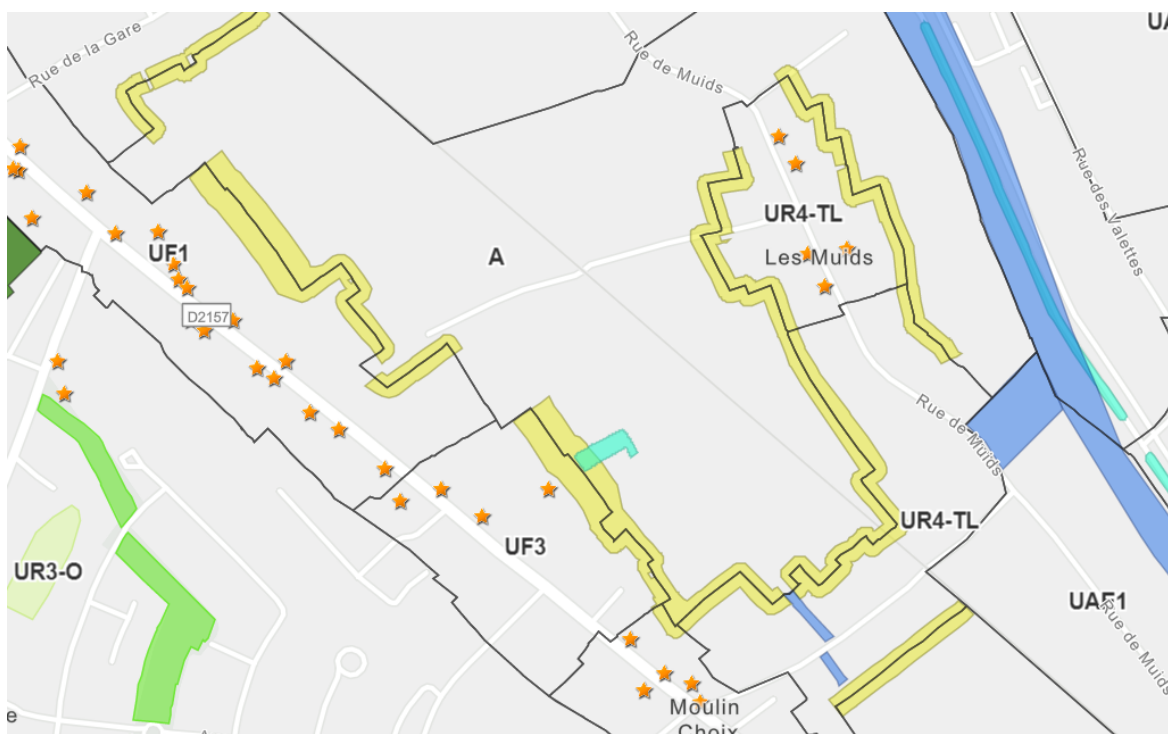 Rue de la Gare
Rue de Muids
UA
Rue des Valettes
UR4-TL
UF1
A
Les Muids
D2157
Rue de Muids
UR4-TL
UF3
UR3-O
UAE1
Rue de Muids
Moulin
Choix
e